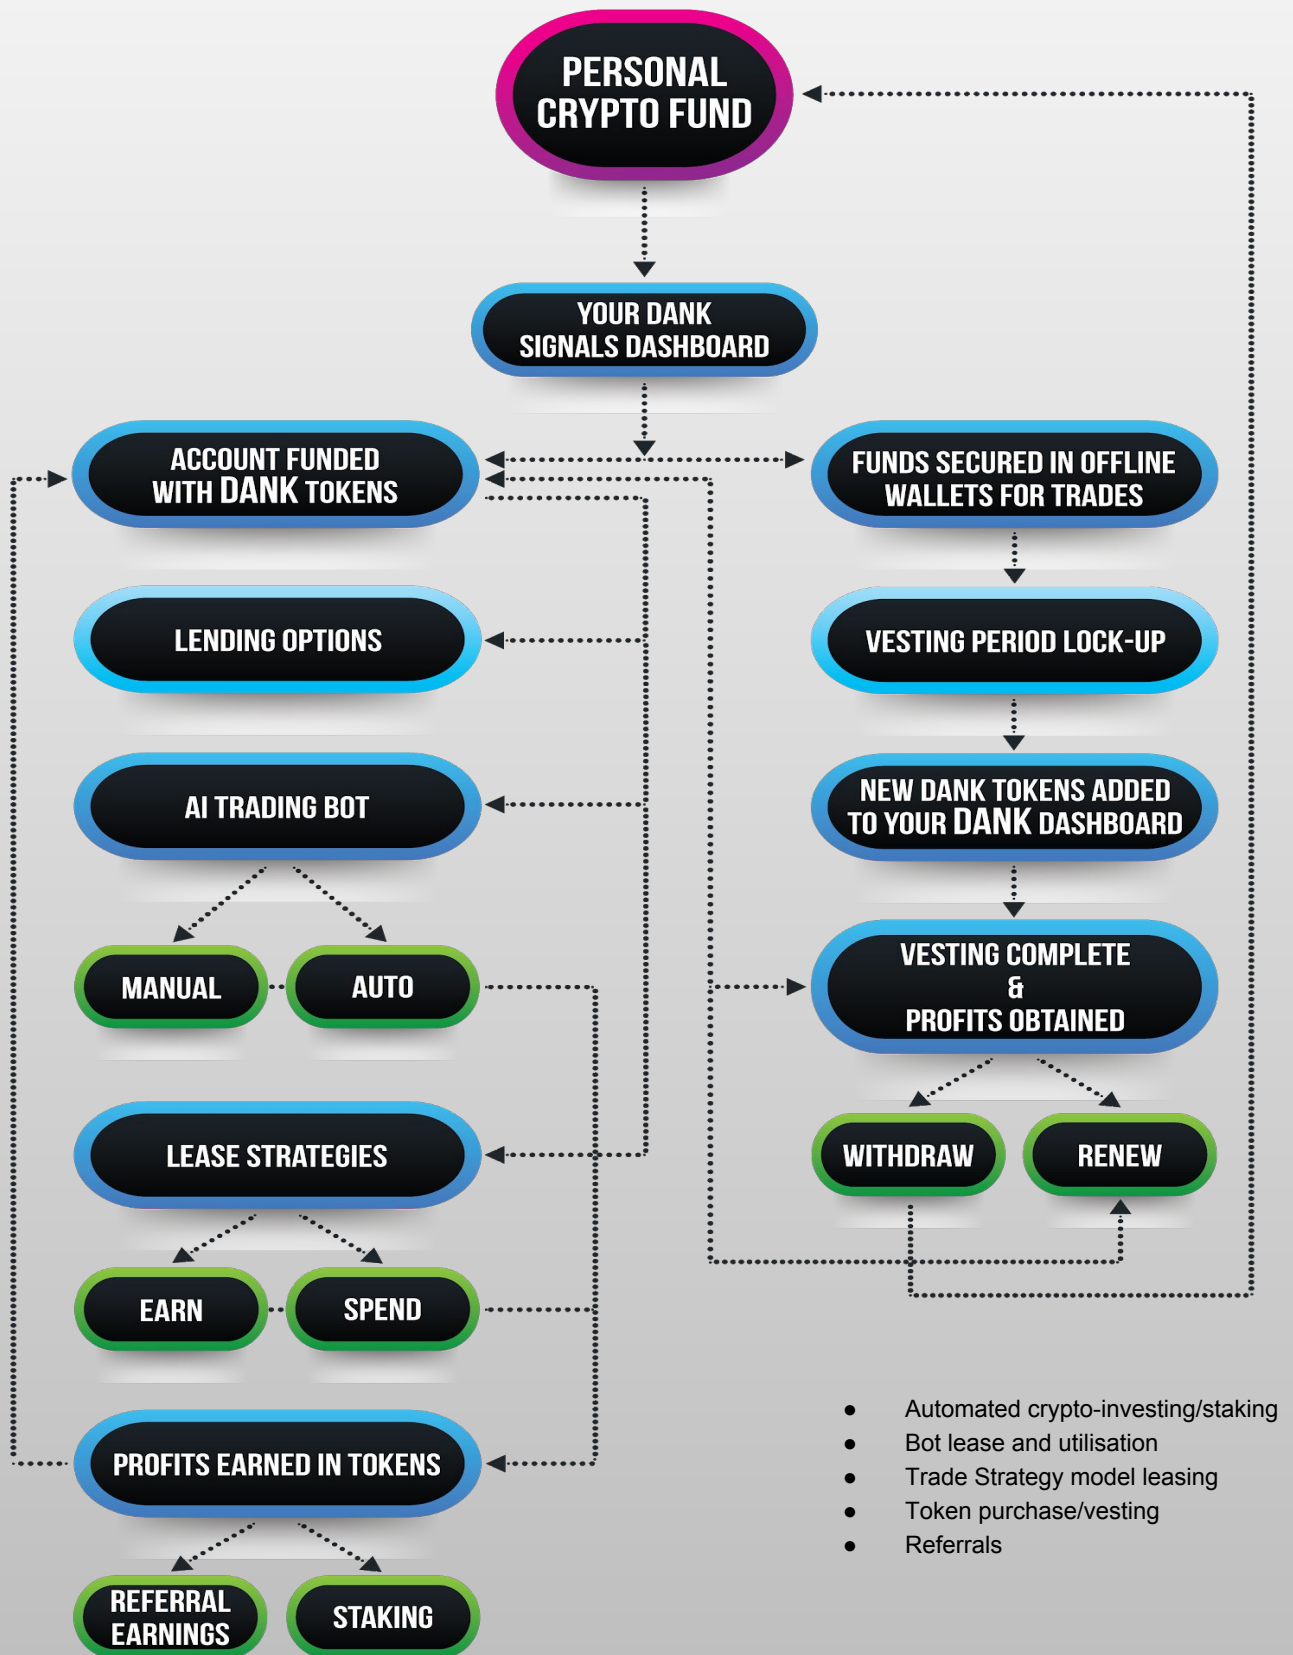 PERSONAL
CRYPTO FUND
YOUR DANK
SIGNALS DASHBOARD
ACCOUNT FUNDED
WITH DANK TOKENS
FUNDS SECURED IN OFFLINE
WALLETS FOR TRADES
LENDING OPTIONS
VESTING PERIOD LOCK-UP
AI TRADING BOT
NEW DANK TOKENS ADDED
TO YOUR DANK DASHBOARD
MANUAL
AUTO
VESTING COMPLETE
&
PROFITS OBTAINED
LEASE STRATEGIES
WITHDRAW
RENEW
EARN
SPEND
PROFITS EARNED IN TOKENS
REFERRAL
EARNINGS
STAKING
● Automated crypto-investing/staking
● Bot lease and utilisation
● Trade Strategy model leasing
● Token purchase/vesting
● Referrals